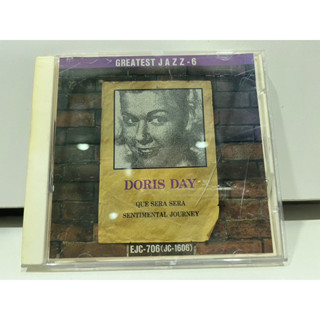 GREATEST JAZZ-6
DORIS DAY
QUE SERA SERA
SENTIMENTAL JOURNEY
EJC-706(JC-1606)